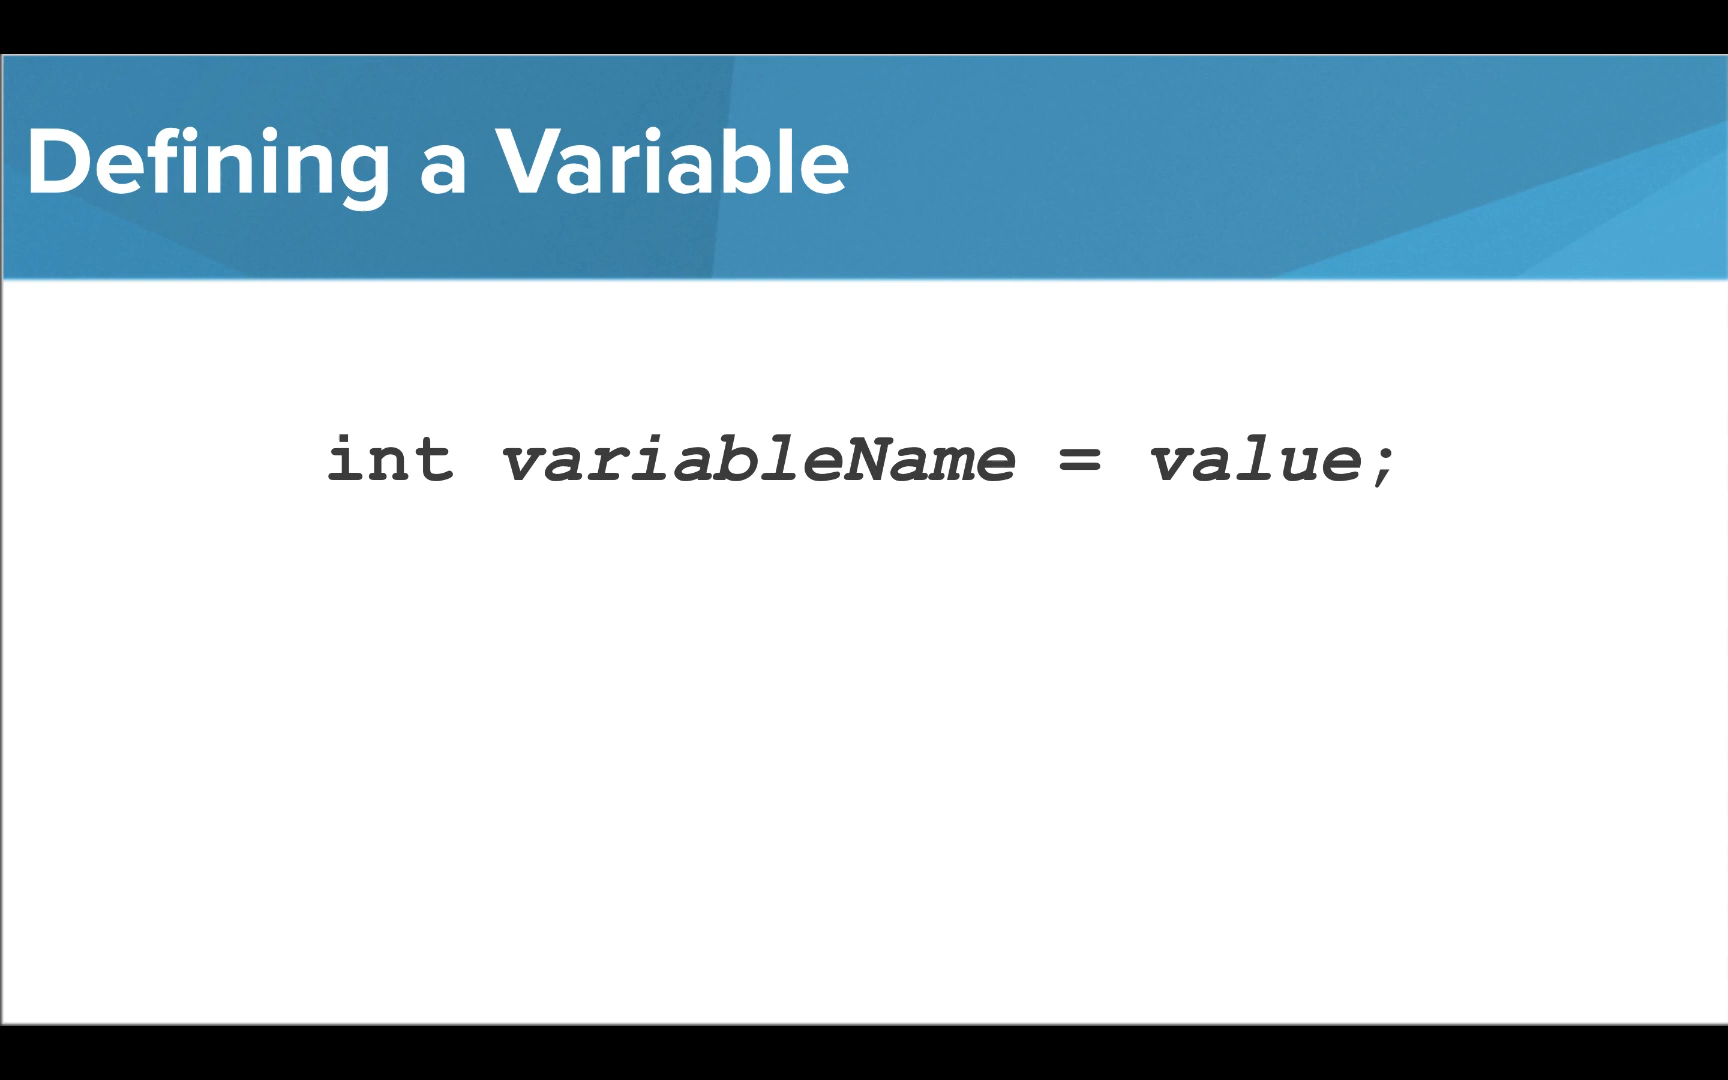 Defining a Variable
int variableName = value;